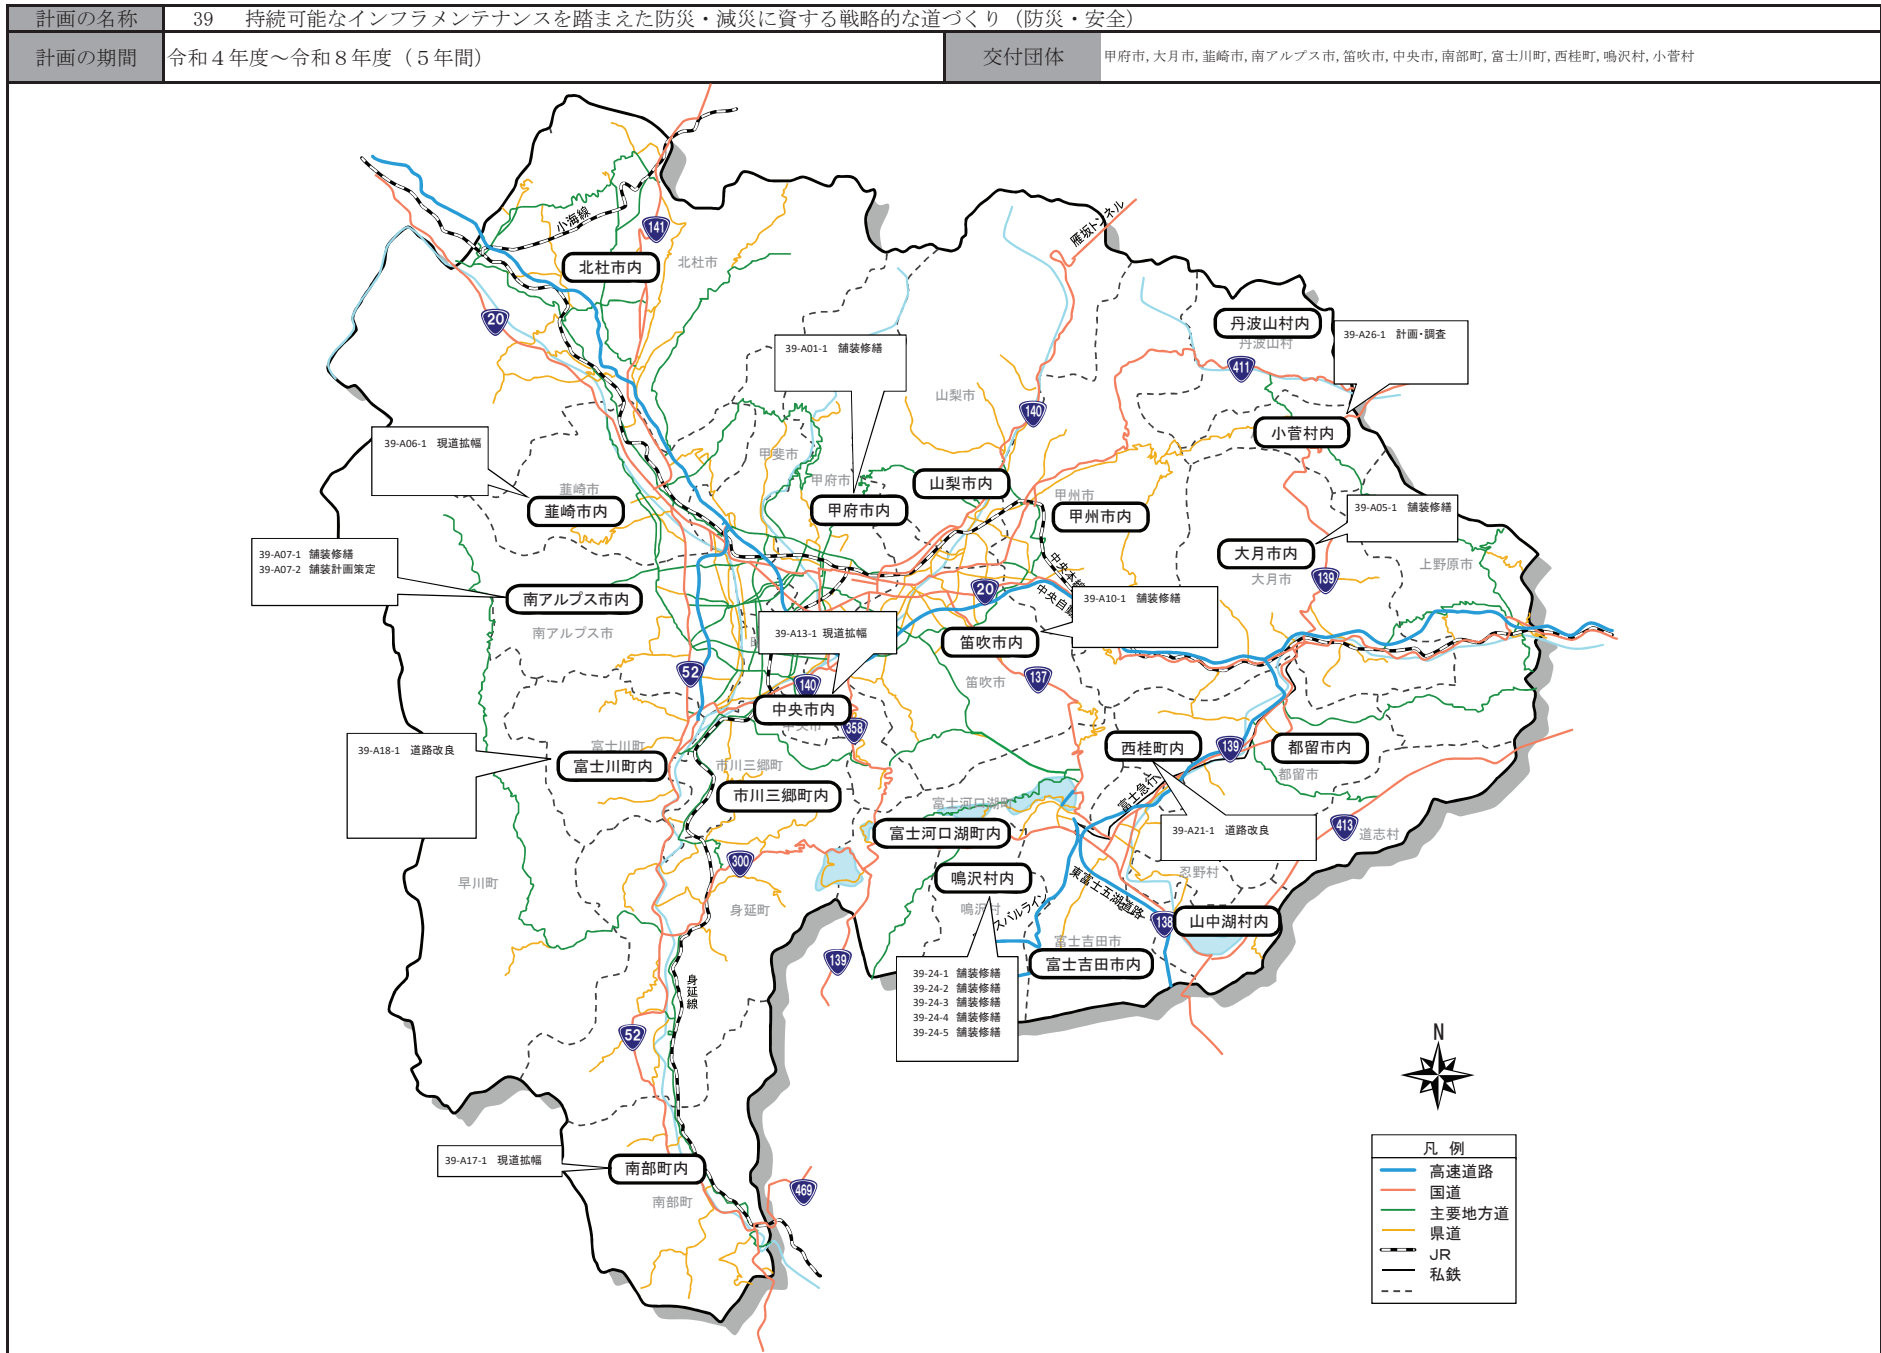 計画の名称
39 持続可能なインフラメンテナンスを踏まえた防災・減災に資する戦略的な道づくり（防災・安全）
計画の期間
令和４年度～令和８年度（５年間）
交付団体
甲府市, 大月市, 韮崎市, 南アルプス市, 笛吹市, 中央市, 南部町, 富士川町, 西桂町, 鳴沢村, 小菅村
小海線
141
北杜市内
北杜市
雁坂トンネル
20
丹波山村内
丹波山村
39-A26-1 計画・調査
39-A01-1 舗装修繕
411
山梨市
140
小菅村内
39-A06-1 現道拡幅
甲斐市
甲府市
山梨市内
韮崎市
韮崎市内
甲府市内
甲州市
甲州市内
39-A05-1 舗装修繕
大月市内
大月市
139
上野原市
39-A07-1 舗装修繕
39-A07-2 舗装計画策定
中央本線
中央自動
20
39-A10-1 舗装修繕
南アルプス市内
南アルプス市
39-A13-1 現道拡幅
笛吹市内
笛吹市
52
140
137
中央市内
中央市
358
39-A18-1 道路改良
富士川町
富士川町内
市川三郷町
市川三郷町内
西桂町内
139
都留市内
都留市
富士急行
富士河口湖町
富士河口湖町内
39-A21-1 道路改良
413
道志村
300
早川町
身延町
鳴沢村内
鳴沢村
スバルライン
東富士五湖道路
忍野村
138
山中湖村内
富士吉田市
富士吉田市内
139
39-24-1 舗装修繕
39-24-2 舗装修繕
39-24-3 舗装修繕
39-24-4 舗装修繕
39-24-5 舗装修繕
身延線
52
N
39-A17-1 現道拡幅
南部町内
南部町
469
凡 例
高速道路
国道
主要地方道
県道
JR
私鉄